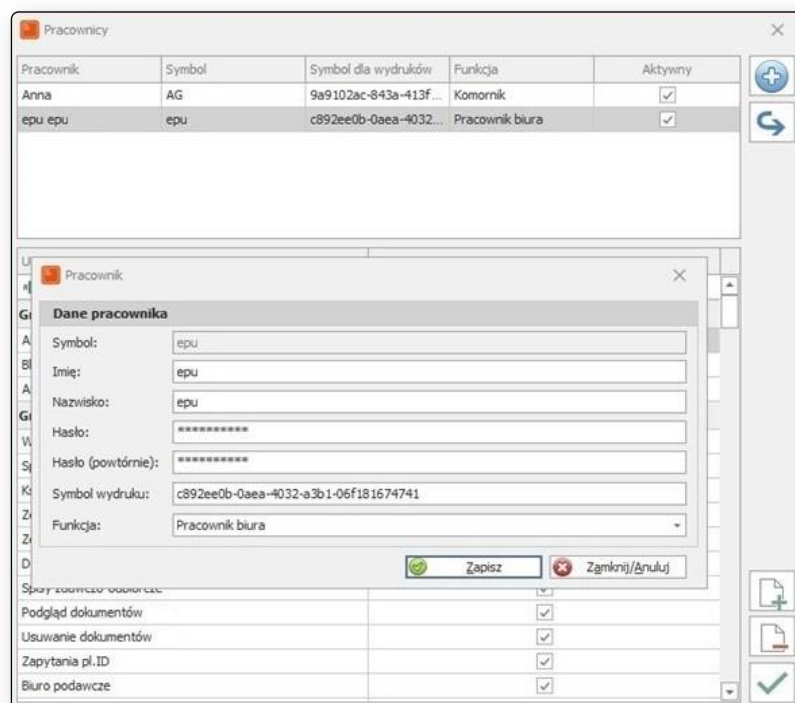 Pracownicy
Pracownik Symbol Symbol dla wydruków Funkcja Aktywny
Anna AG 9a9102ac-843a-413f... Komornik
epu epu epu c892ee0b-0aea-4032... Pracownik biura
U
Pracownik
Dane pracownika
Symbol: epu
Imię: epu
Nazwisko: epu
Hasło: **********
Hasło (powtórnie): **********
Symbol wydruku: c892ee0b-0aea-4032-a3b1-06f181674741
Funkcja: Pracownik biura
Zapisz Zamknij/Anuluj
Podgląd dokumentów
Usuwanie dokumentów
Zapytania pl.ID
Biuro podawcze